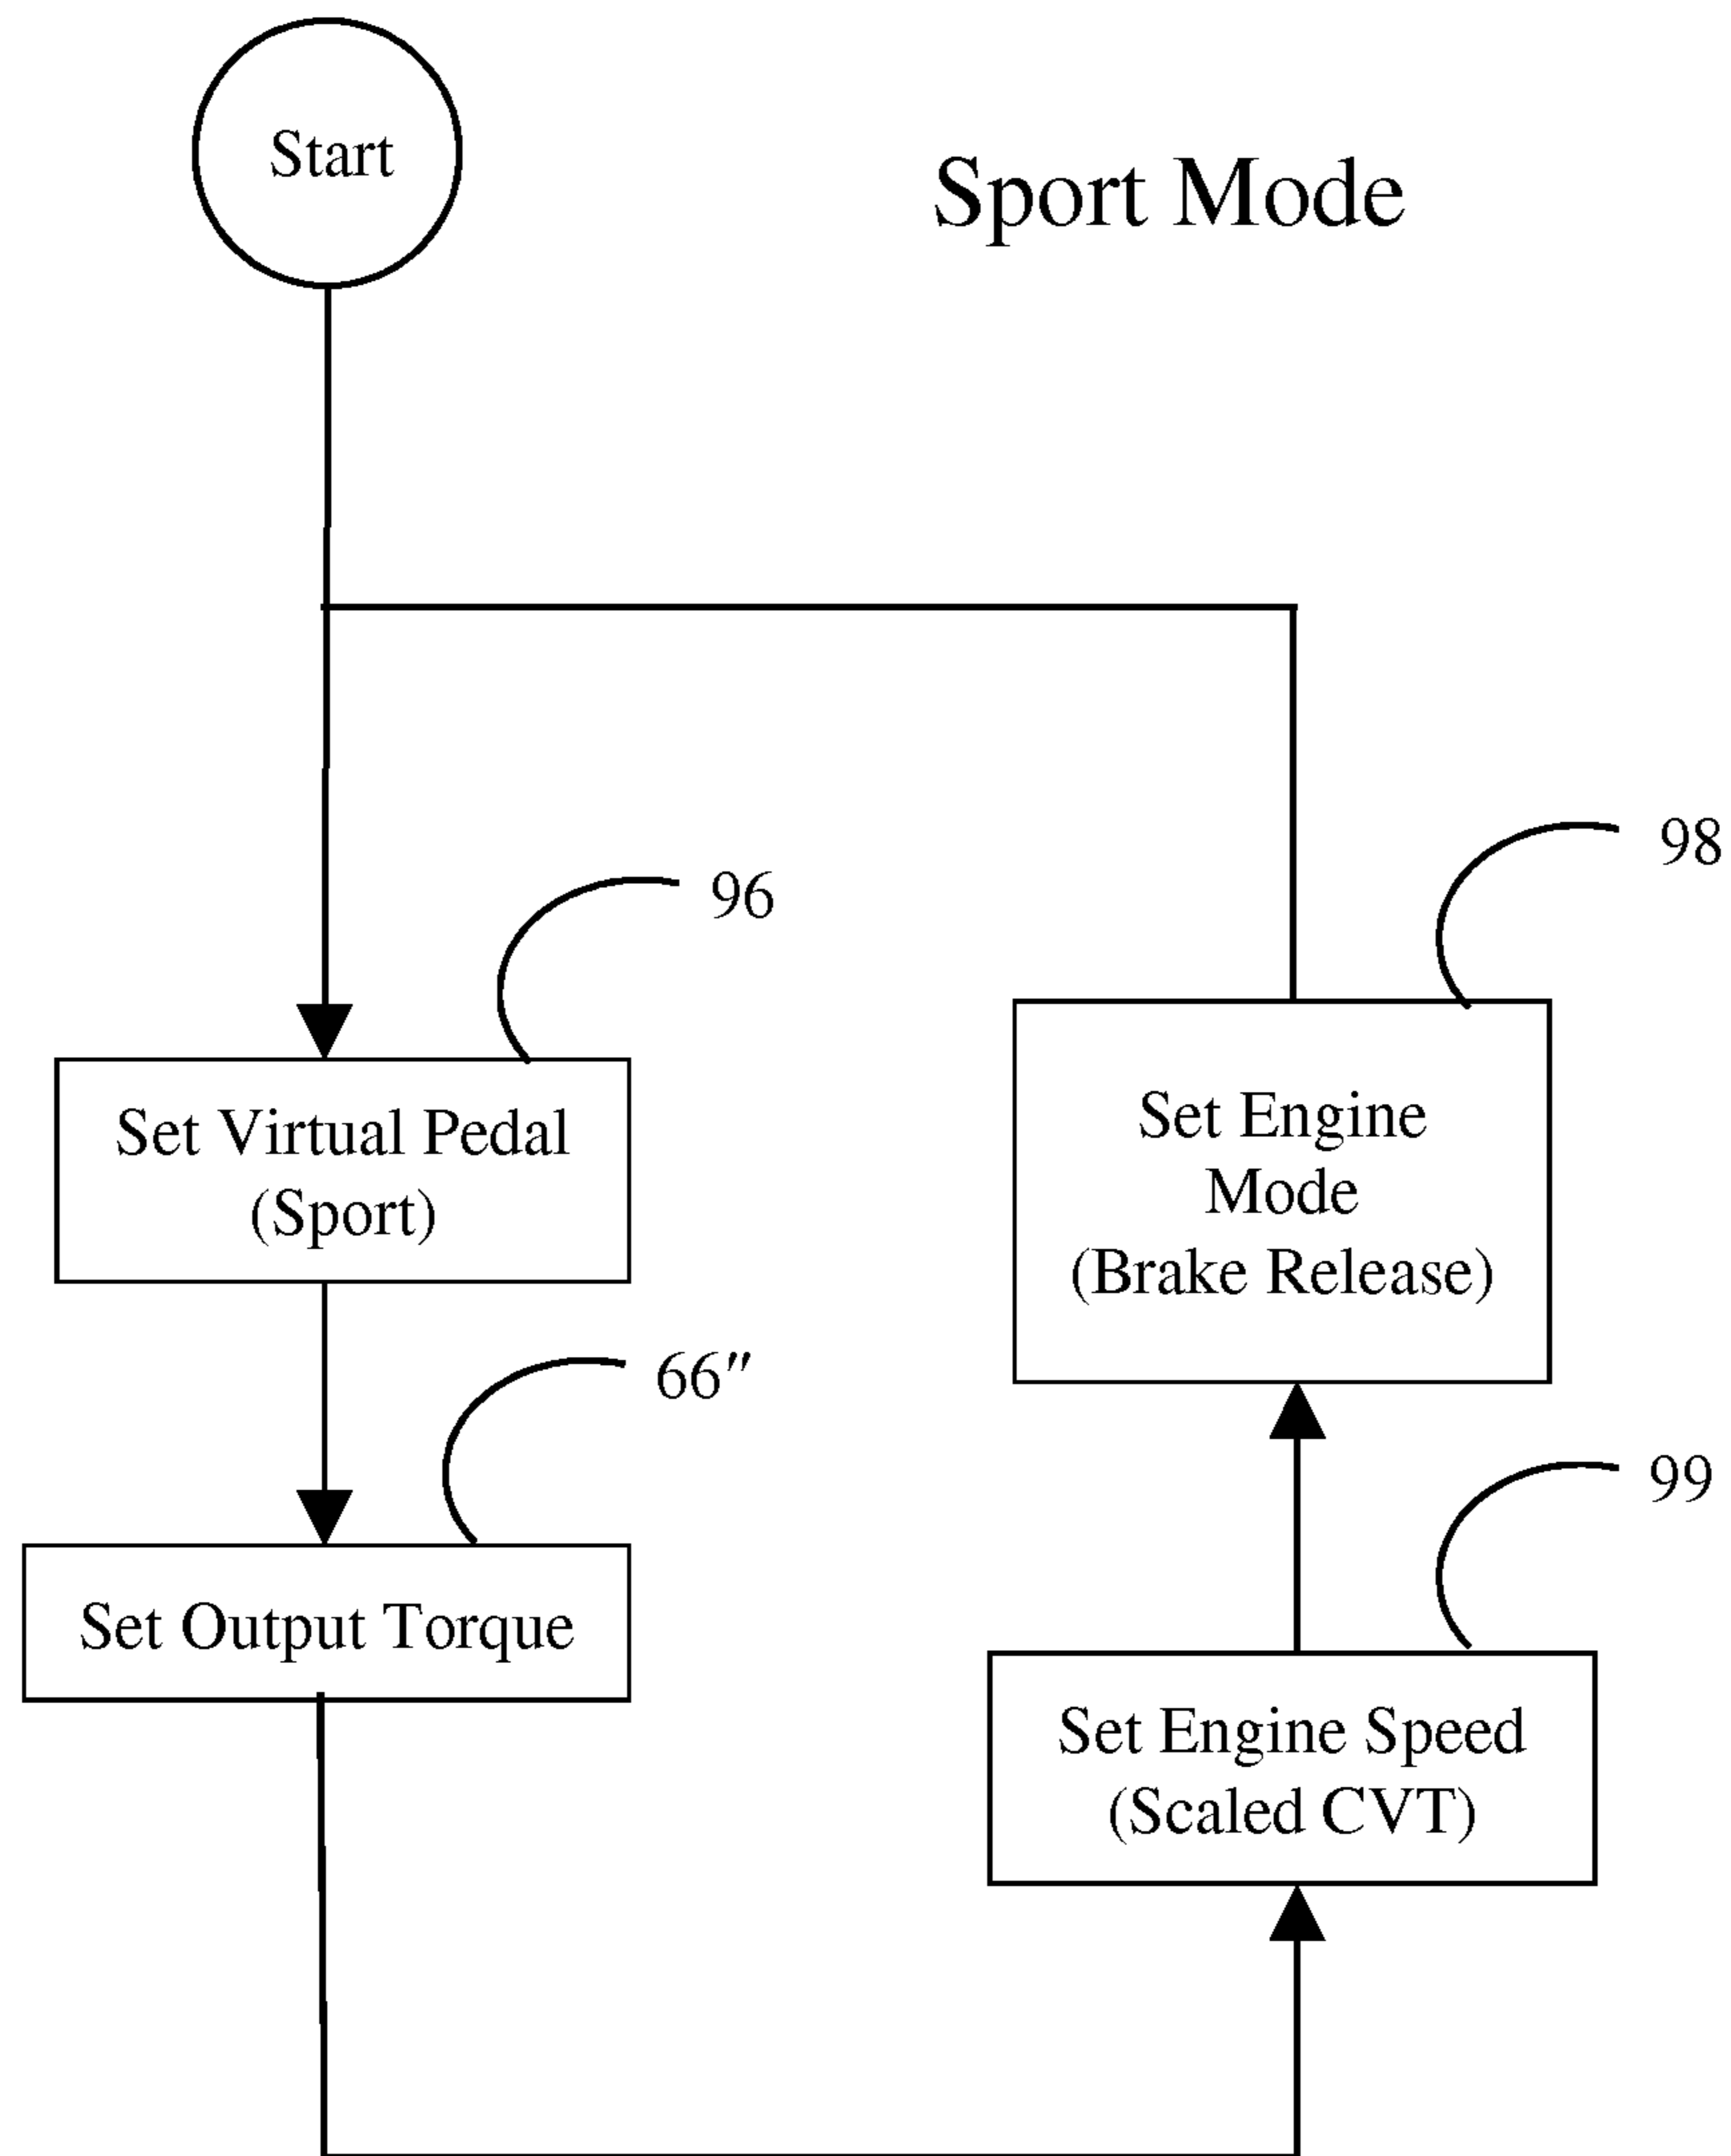 Start
Sport Mode
96
Set Virtual Pedal
(Sport)
66″
Set Output Torque
98
Set Engine
Mode
(Brake Release)
99
Set Engine Speed
(Scaled CVT)